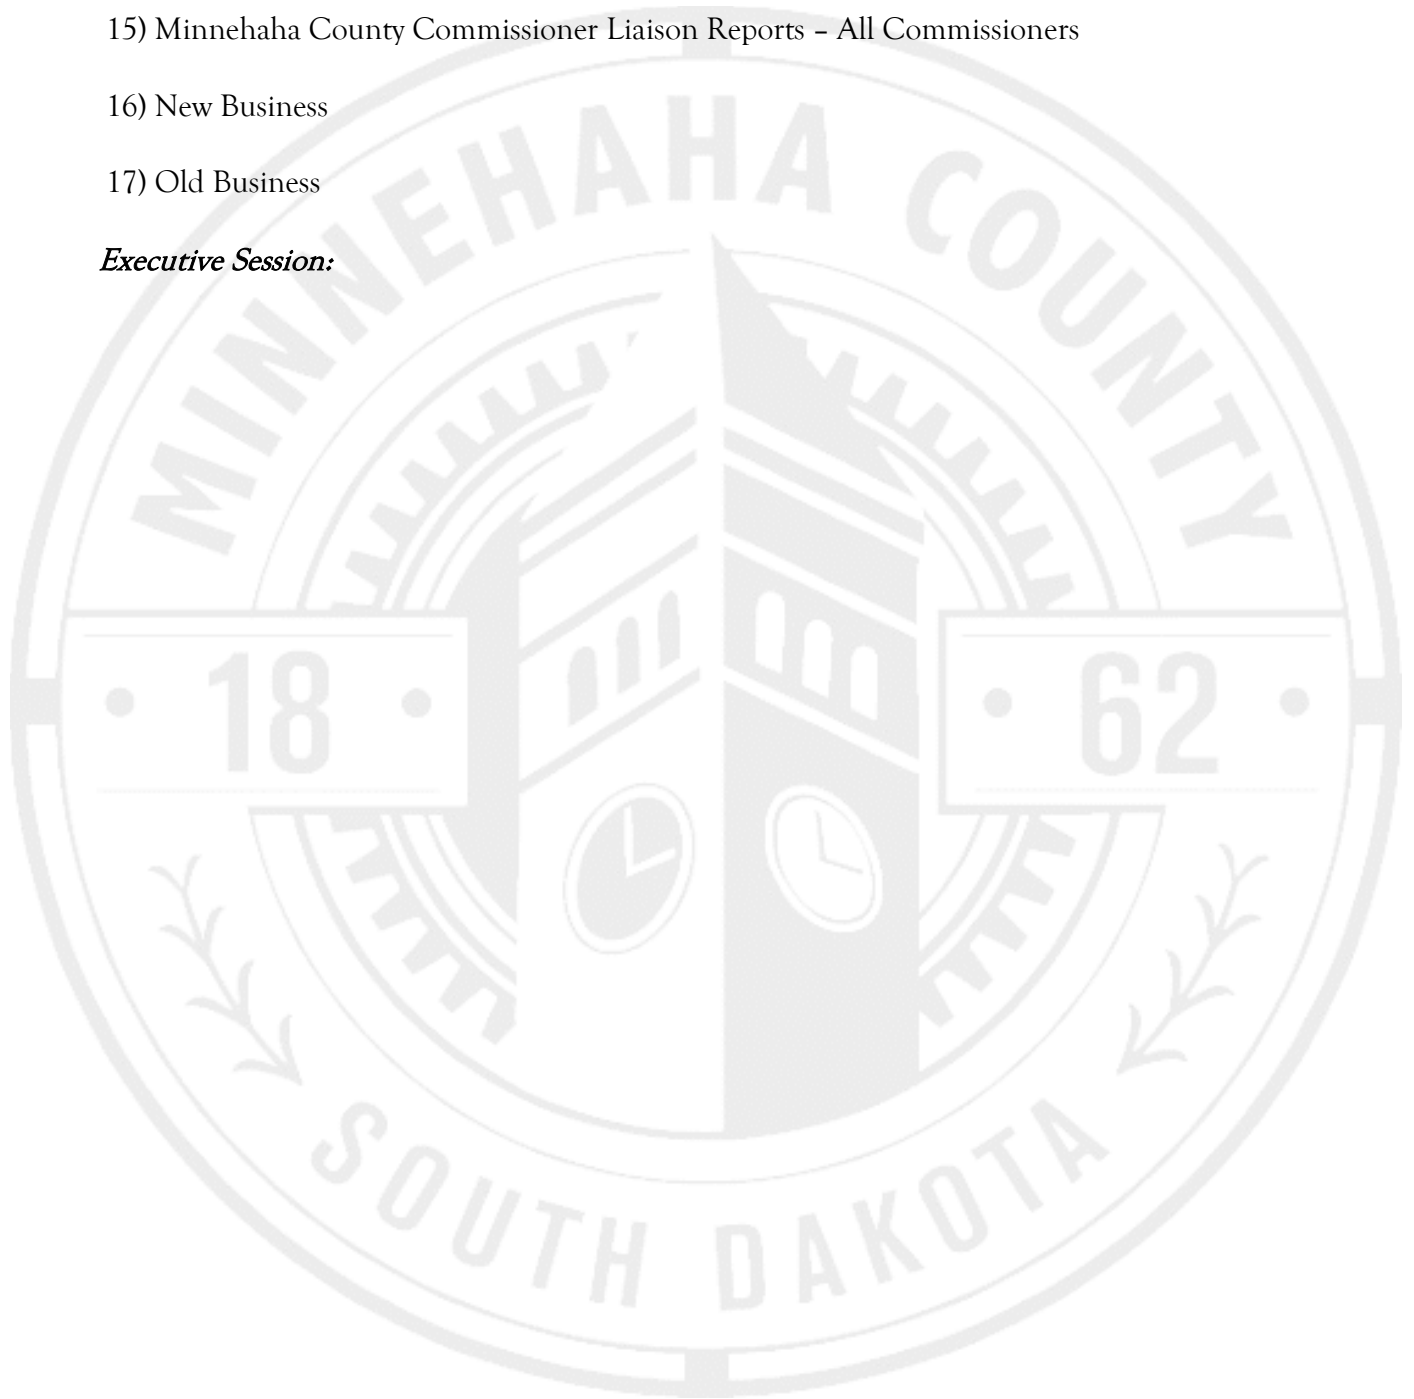 15) Minnehaha County Commissioner Liaison Reports – All Commissioners
16) New Business
17) Old Business
Executive Session:
MINNEHAHA COUNTY
18
62
SOUTH DAKOTA